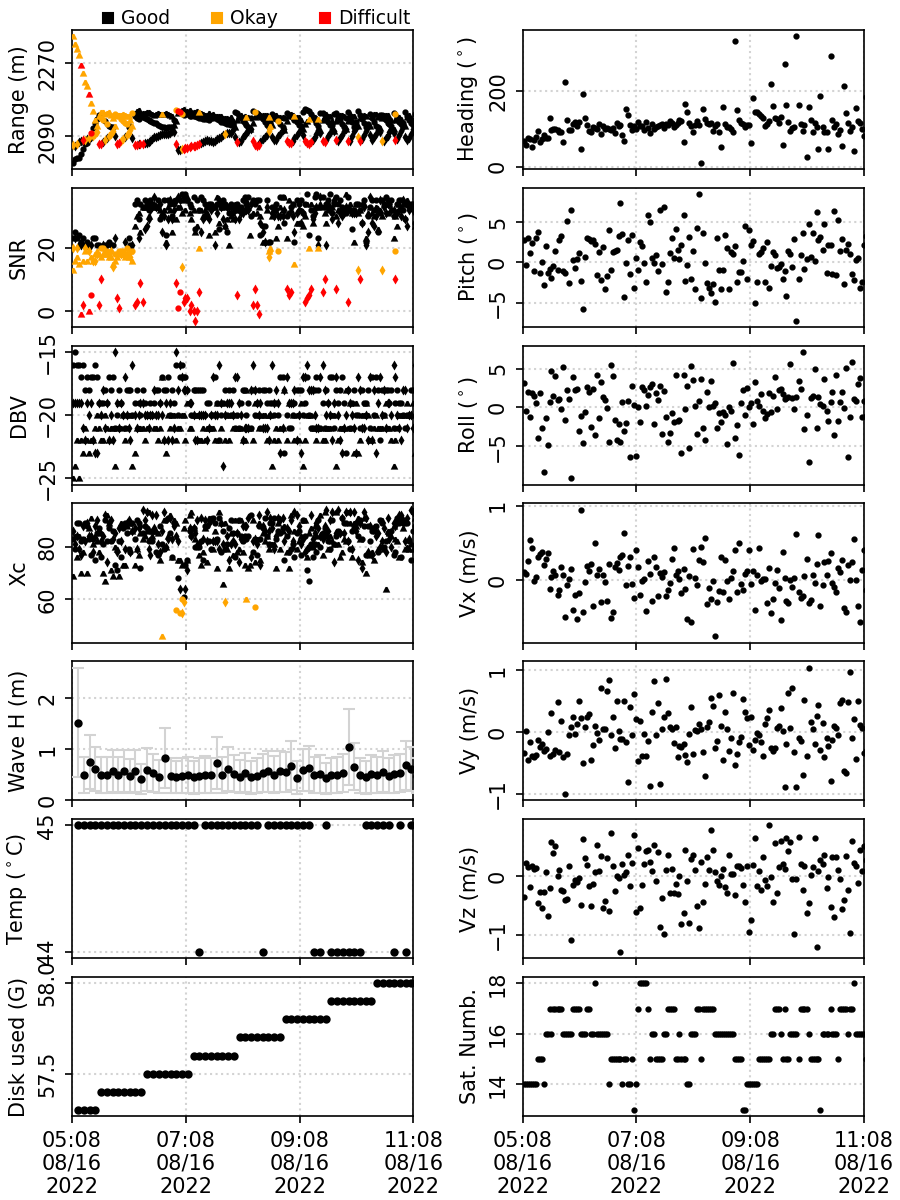 Good Okay Difficult
Range (m)
2270
2090
Heading (°)
200
0
SNR
20
0
Pitch (°)
5
0
−5
DBV
−15
−20
−25
Roll (°)
5
0
−5
Xc
80
60
Vx (m/s)
1
0
Wave H (m)
2
1
0
Vy (m/s)
1
0
−1
Temp (°C)
45
44
Vz (m/s)
0
−1
Disk used (G)
58.0
57.5
Sat. Numb.
18
16
14
05:08 07:08 09:08 11:08
08/16 08/16 08/16 08/16
2022 2022 2022 2022
05:08 07:08 09:08 11:08
08/16 08/16 08/16 08/16
2022 2022 2022 2022